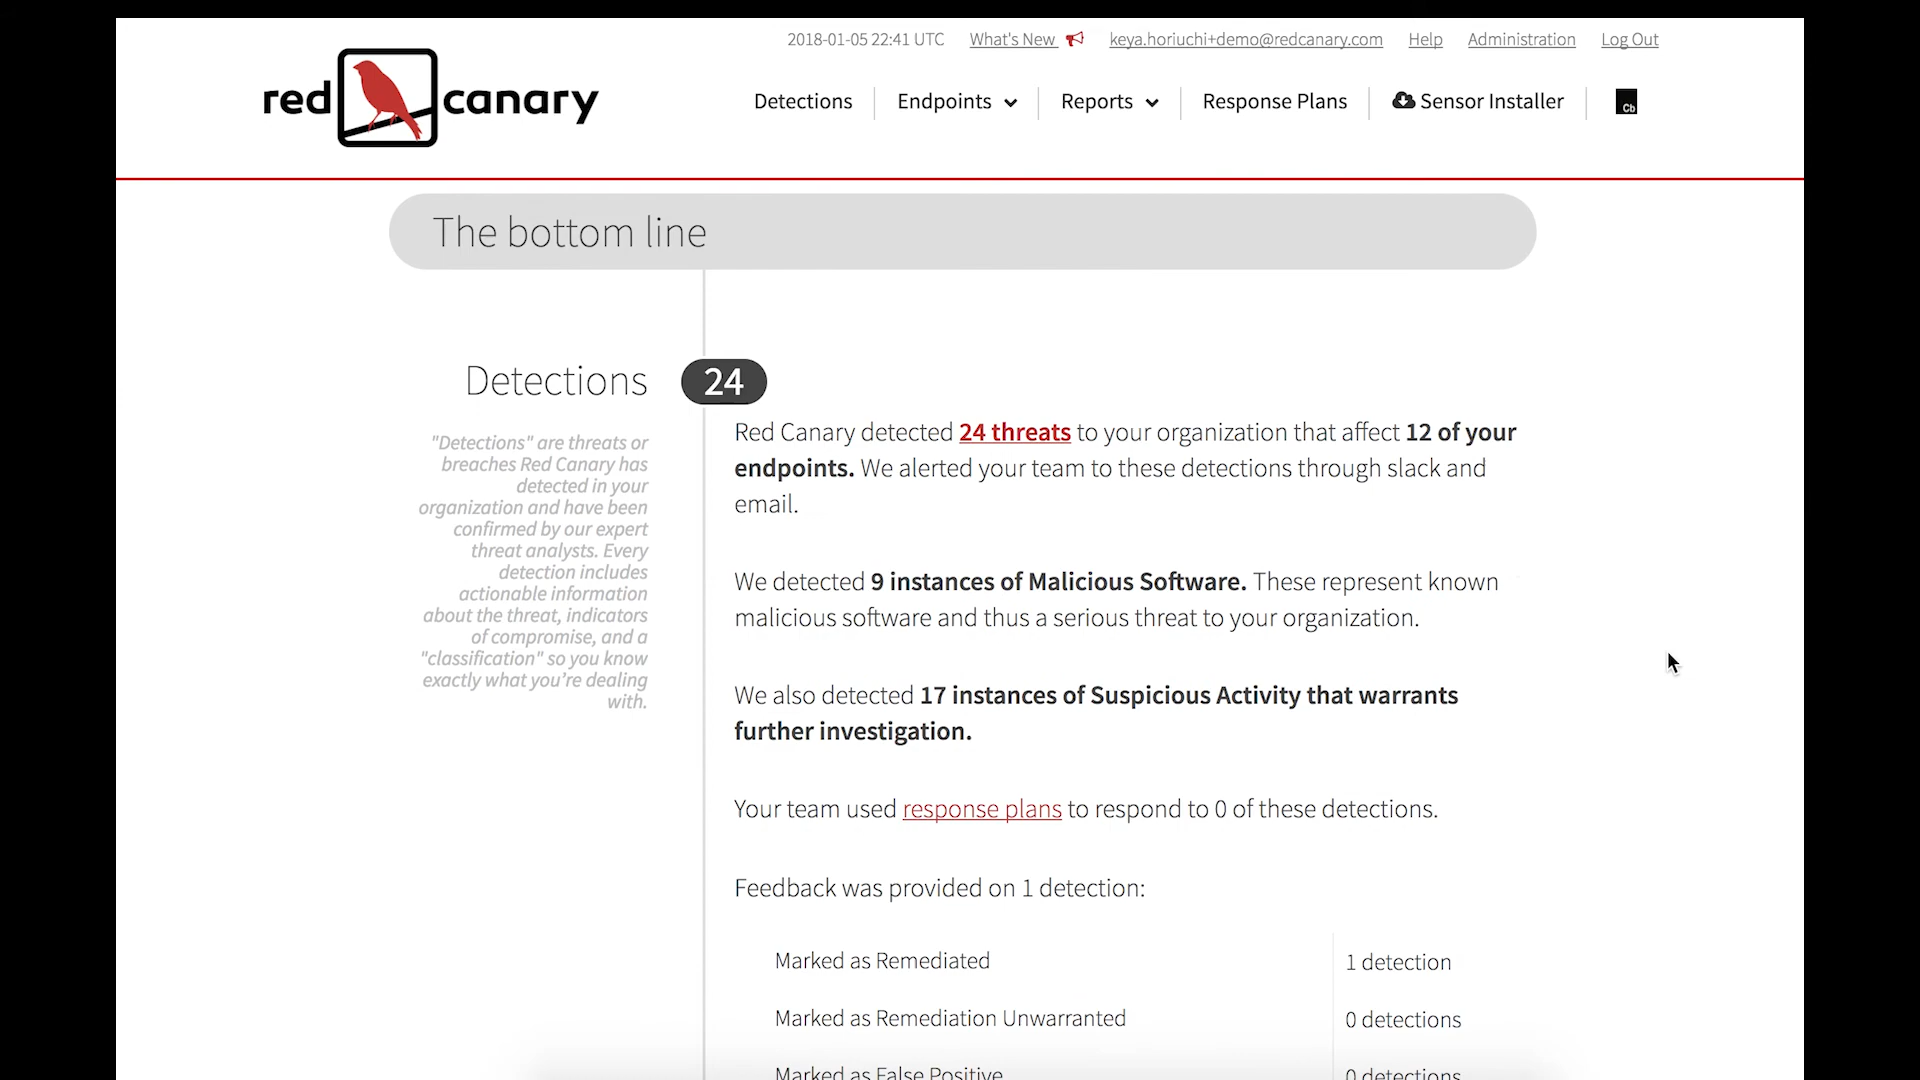 2018-01-05 22:41 UTC What's New keya.horiuchi+demo@redcanary.com Help Administration Log Out
red canary
Detections Endpoints Reports Response Plans Sensor Installer Cb
The bottom line
Detections 24
"Detections" are threats or
breaches Red Canary has
detected in your
organization and have been
confirmed by our expert
threat analysts. Every
detection includes
actionable information
about the threat, indicators
of compromise, and a
"classification" so you know
exactly what you’re dealing
with.
Red Canary detected 24 threats to your organization that affect 12 of your
endpoints. We alerted your team to these detections through slack and
email.
We detected 9 instances of Malicious Software. These represent known
malicious software and thus a serious threat to your organization.
We also detected 17 instances of Suspicious Activity that warrants
further investigation.
Your team used response plans to respond to 0 of these detections.
Feedback was provided on 1 detection:
Marked as Remediated 1 detection
Marked as Remediation Unwarranted 0 detections
Marked as False Positive 0 detections